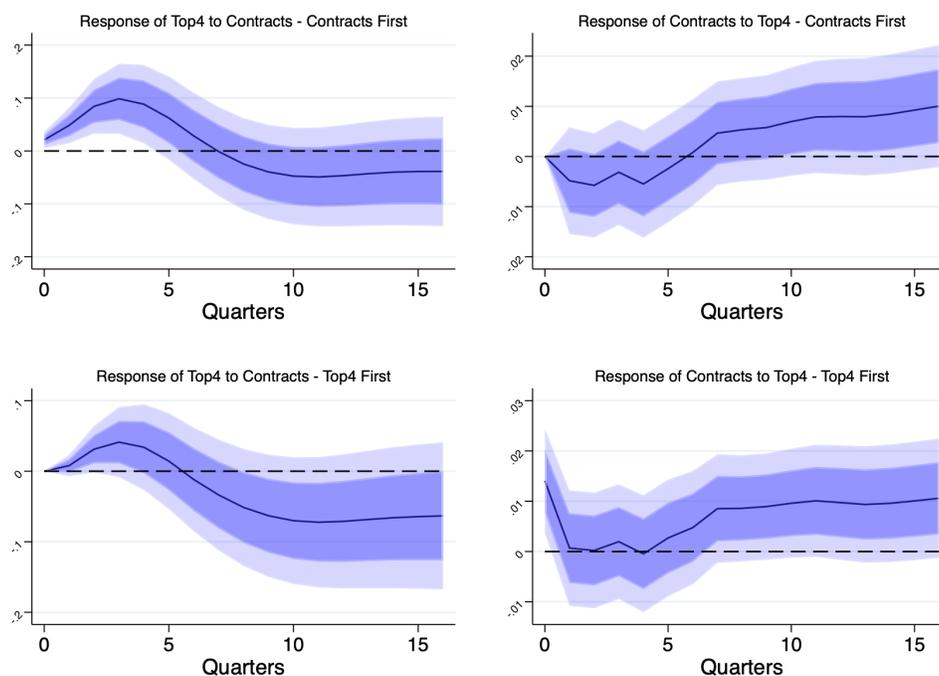 Response of Top4 to Contracts - Contracts First
.2
.1
0
-.1
-.2
0 5 10 15
Quarters
Response of Contracts to Top4 - Contracts First
.02
.01
0
-.01
-.02
0 5 10 15
Quarters
Response of Top4 to Contracts - Top4 First
.1
0
-.1
-.2
0 5 10 15
Quarters
Response of Contracts to Top4 - Top4 First
.03
.02
.01
0
-.01
0 5 10 15
Quarters